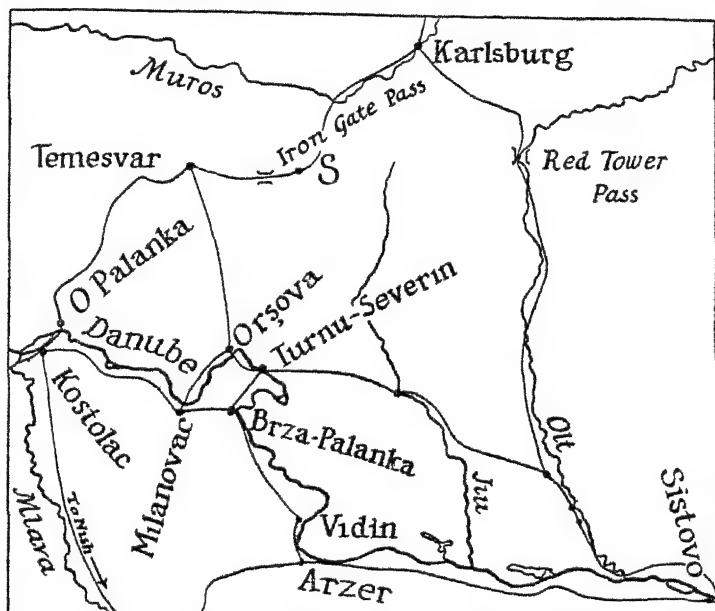 Karlsburg
Muros
Iron Gate Pass
Temesvar
S
Red Tower
Pass
O Palanka
Orşova
Turnu-Severin
Danube
Kostolac
Milanovac
Brza-Palanka
Olt
Jiu
Sistovo
Mlara
To Nish
Vidin
Arzer